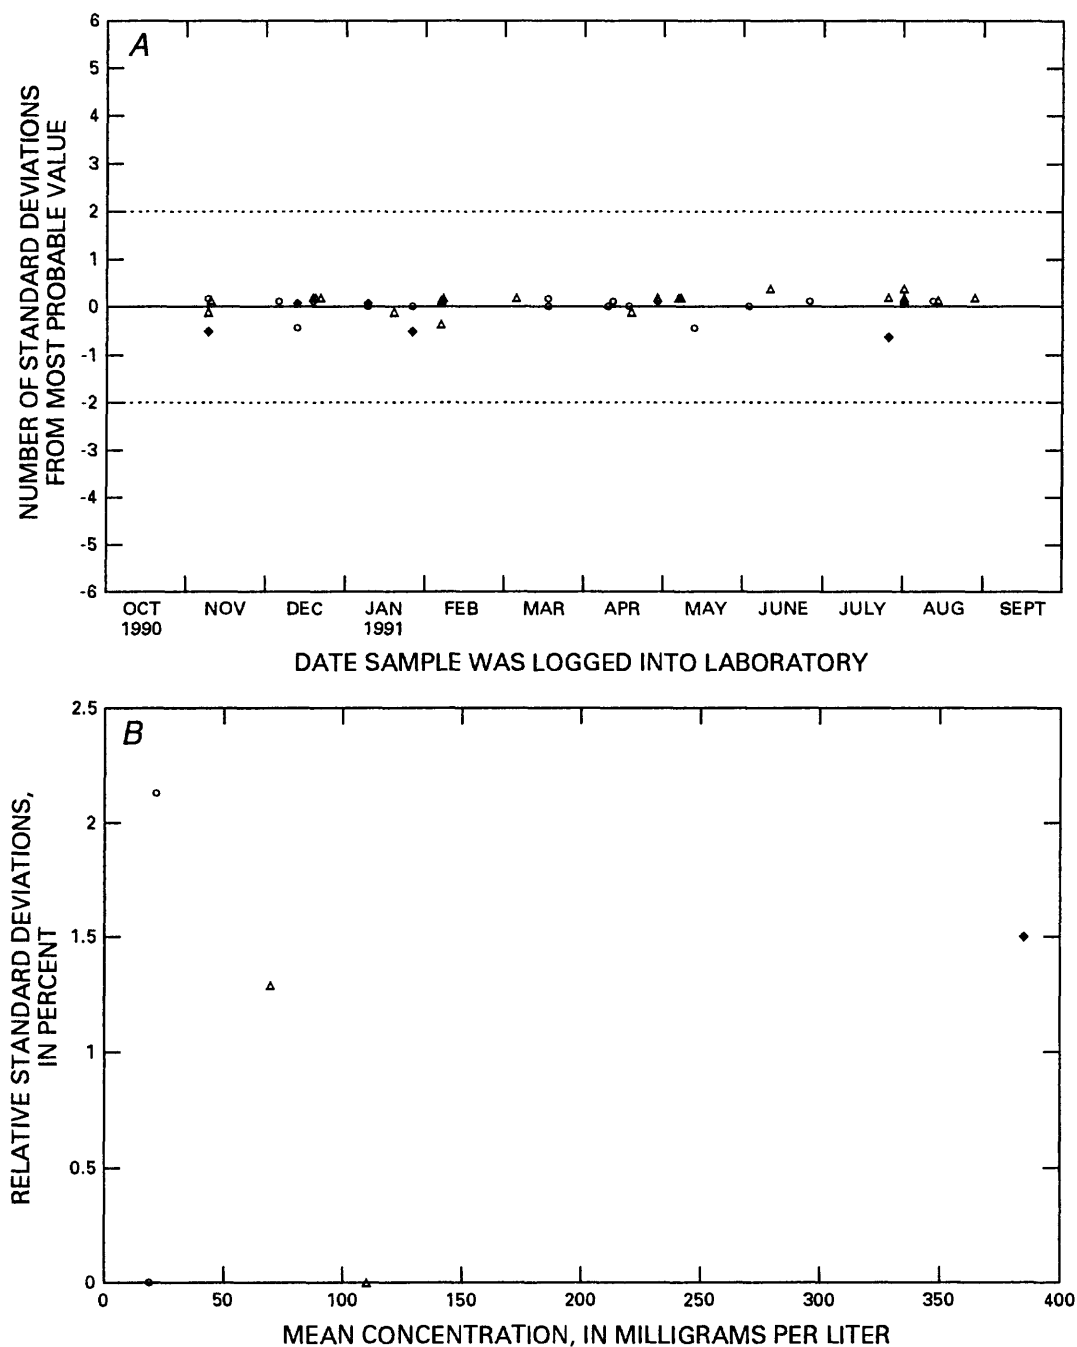 A
NUMBER OF STANDARD DEVIATIONS
FROM MOST PROBABLE VALUE
6
5
4
3
2
1
0
-1
-2
-3
-4
-5
-6
OCT NOV DEC JAN FEB MAR APR MAY JUNE JULY AUG SEPT
1990 1991
DATE SAMPLE WAS LOGGED INTO LABORATORY
B
RELATIVE STANDARD DEVIATIONS,
IN PERCENT
2.5
2
1.5
1
0.5
0
0 50 100 150 200 250 300 350 400
MEAN CONCENTRATION, IN MILLIGRAMS PER LITER